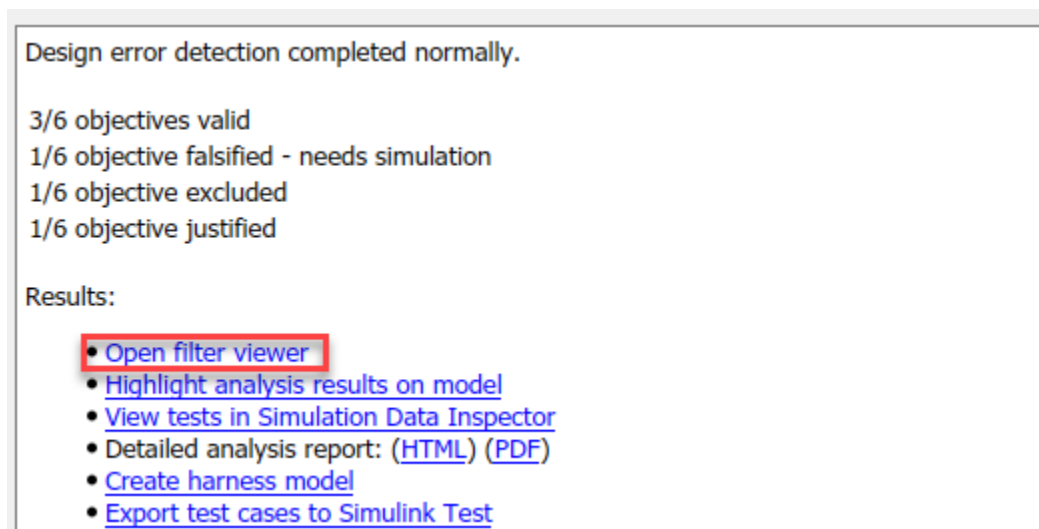 Design error detection completed normally.
3/6 objectives valid
1/6 objective falsified - needs simulation
1/6 objective excluded
1/6 objective justified
Results:
• Open filter viewer
• Highlight analysis results on model
• View tests in Simulation Data Inspector
• Detailed analysis report: (HTML) (PDF)
• Create harness model
• Export test cases to Simulink Test